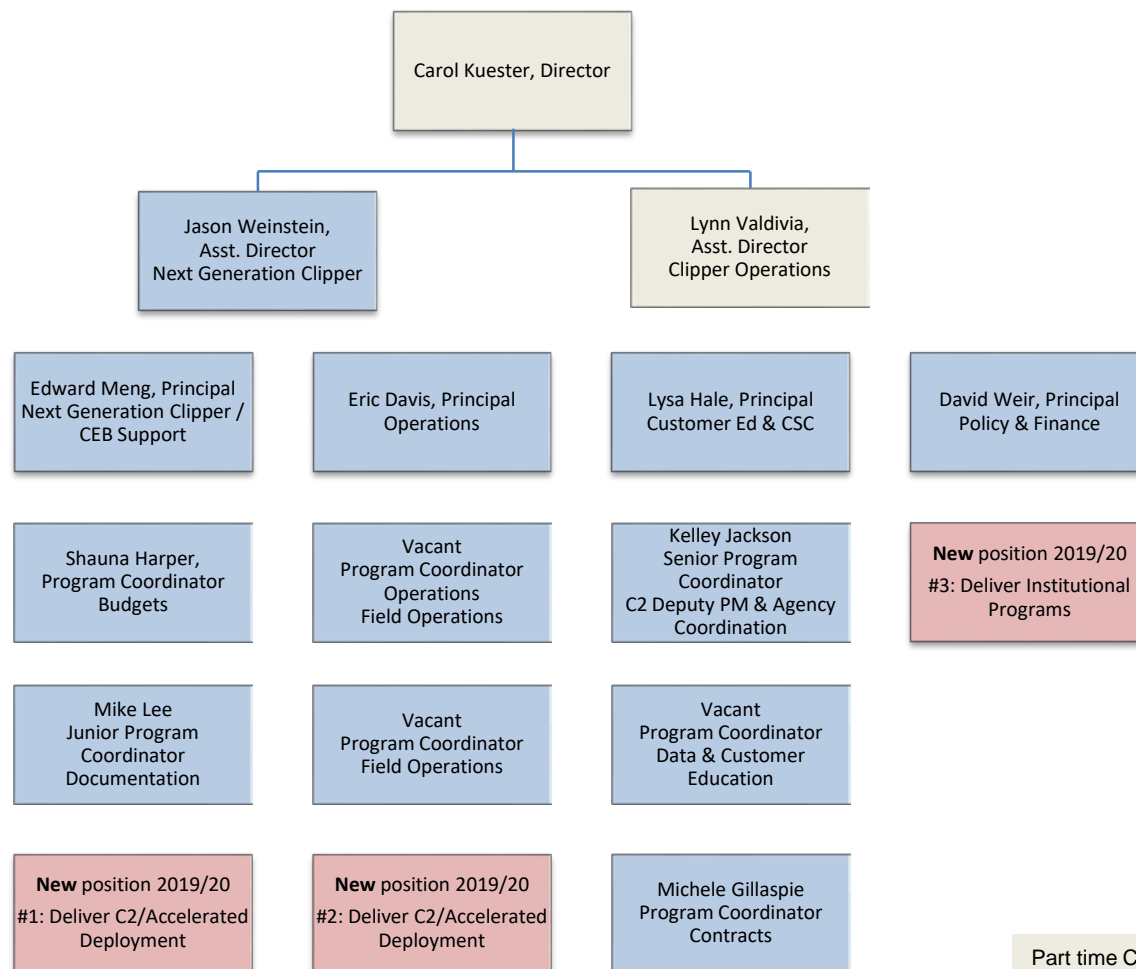 Carol Kuester, Director
Jason Weinstein,
Asst. Director
Next Generation Clipper
Lynn Valdivia,
Asst. Director
Clipper Operations
Edward Meng, Principal
Next Generation Clipper /
CEB Support
Eric Davis, Principal
Operations
Lysa Hale, Principal
Customer Ed & CSC
David Weir, Principal
Policy & Finance
Shauna Harper,
Program Coordinator
Budgets
Vacant
Program Coordinator
Operations
Field Operations
Kelley Jackson
Senior Program
Coordinator
C2 Deputy PM & Agency
Coordination
New position 2019/20
#3: Deliver Institutional
Programs
Mike Lee
Junior Program
Coordinator
Documentation
Vacant
Program Coordinator
Field Operations
Vacant
Program Coordinator
Data & Customer
Education
New position 2019/20
#1: Deliver C2/Accelerated
Deployment
New position 2019/20
#2: Deliver C2/Accelerated
Deployment
Michele Gillaspie
Program Coordinator
Contracts
Part time C